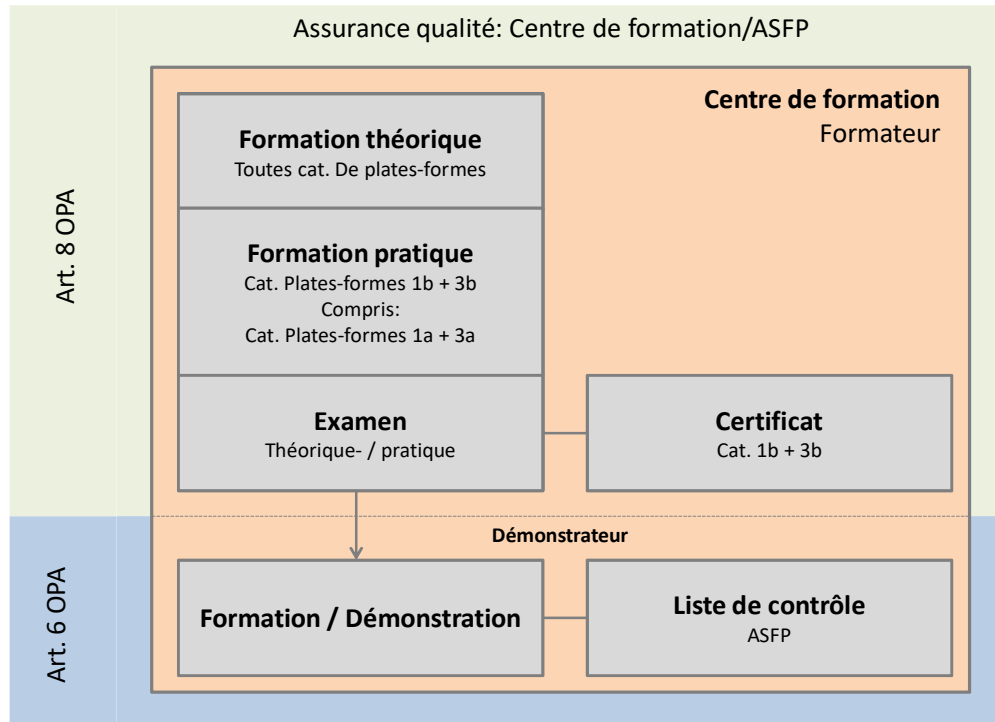 Assurance qualité: Centre de formation/ASFP
Centre de formation
Formateur
Art. 8 OPA
Formation théorique
Toutes cat. De plates-formes
Formation pratique
Cat. Plates-formes 1b + 3b
Compris:
Cat. Plates-formes 1a + 3a
Examen
Théorique- / pratique
Certificat
Cat. 1b + 3b
Démonstrateur
Art. 6 OPA
Formation / Démonstration
Liste de contrôle
ASFP